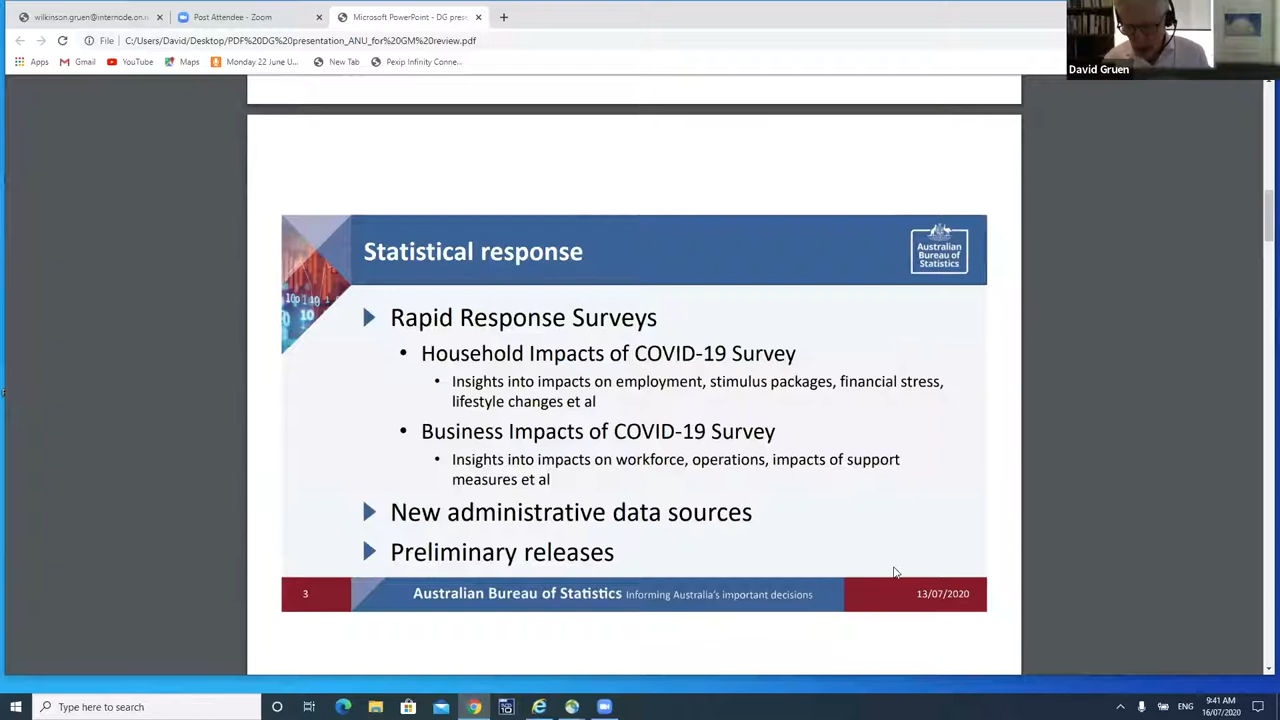 wilkinson.gruen@internode.on.n
Post Attendee - Zoom
Microsoft PowerPoint - DG prese
File
C:/Users/David/Desktop/PDF%20DG%20presentation_ANU_for%20GM%20review.pdf
Apps
Gmail
YouTube
Maps
Monday 22 June U...
New Tab
Pexip Infinity Conne...
David Gruen
Statistical response
Australian
Bureau of
Statistics
Rapid Response Surveys
• Household Impacts of COVID-19 Survey
• Insights into impacts on employment, stimulus packages, financial stress,
lifestyle changes et al
• Business Impacts of COVID-19 Survey
• Insights into impacts on workforce, operations, impacts of support
measures et al
New administrative data sources
Preliminary releases
3
Australian Bureau of Statistics Informing Australia's important decisions
13/07/2020
Type here to search
ENG
9:41 AM
16/07/2020